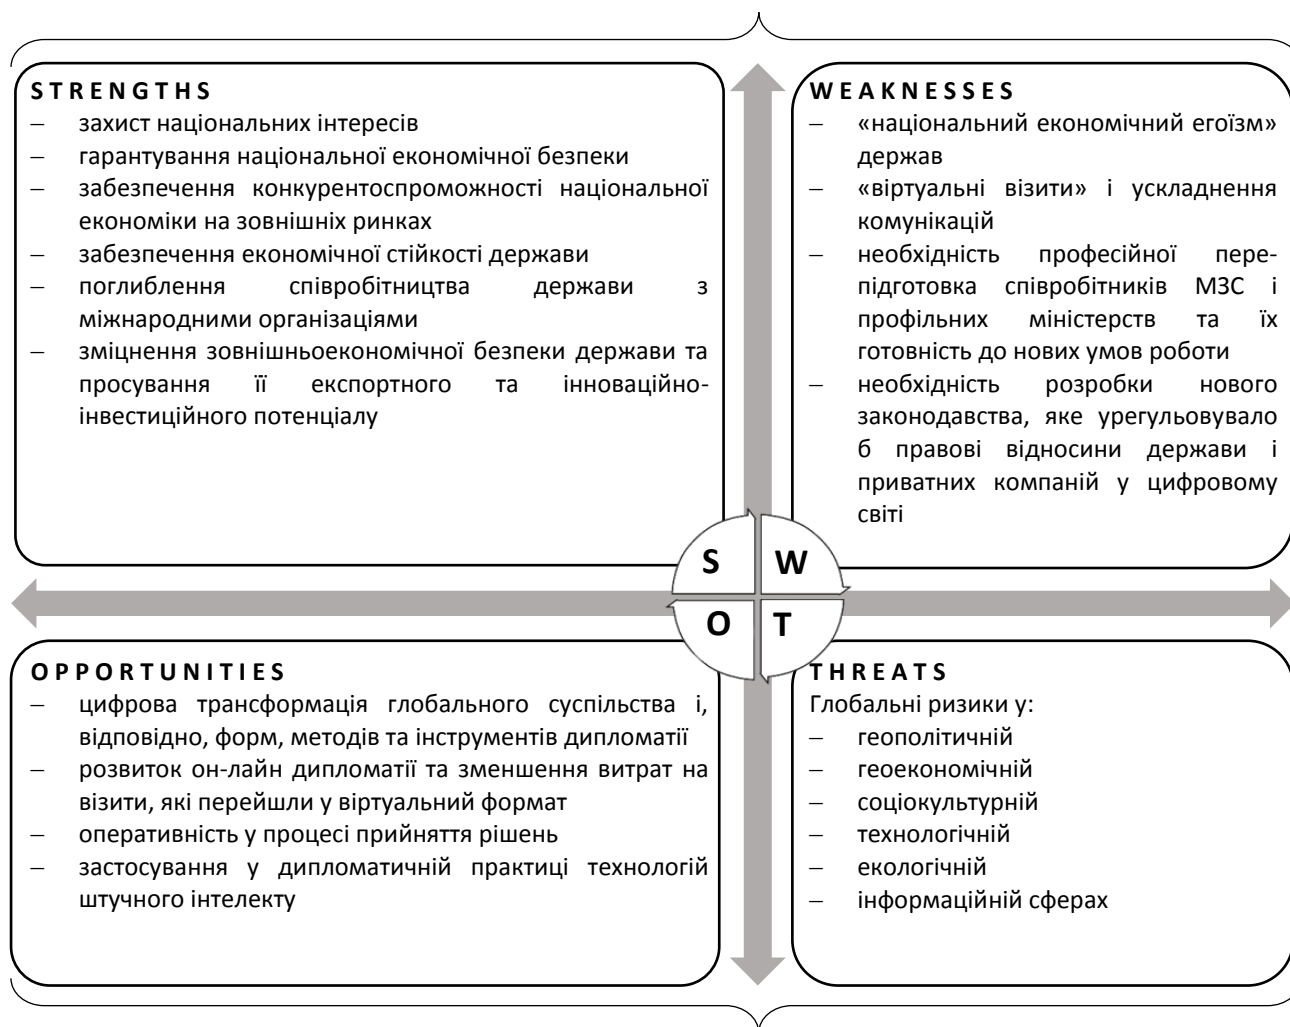 STRENGTHS
– захист національних інтересів
– гарантування національної економічної безпеки
– забезпечення конкурентоспроможності національної
економіки на зовнішніх ринках
– забезпечення економічної стійкості держави
– поглиблення співробітництва держави з
міжнародними організаціями
– зміцнення зовнішньоекономічної безпеки держави та
просування її експортного та інноваційно-
інвестиційного потенціалу
WEAKNESSES
– «національний економічний егоїзм»
держав
– «віртуальні візити» і ускладнення
комунікацій
– необхідність професійної пере-
підготовка співробітників МЗС і
профільних міністерств та їх
готовність до нових умов роботи
– необхідність розробки нового
законодавства, яке урегульовувало
б правові відносини держави і
приватних компаній у цифровому
світі
S W
O T
OPPORTUNITIES
– цифрова трансформація глобального суспільства і,
відповідно, форм, методів та інструментів дипломатії
– розвиток он-лайн дипломатії та зменшення витрат на
візити, які перейшли у віртуальний формат
– оперативність у процесі прийняття рішень
– застосування у дипломатичній практиці технологій
штучного інтелекту
THREATS
Глобальні ризики у:
– геополітичній
– геоекономічній
– соціокультурній
– технологічній
– екологічній
– інформаційній сферах